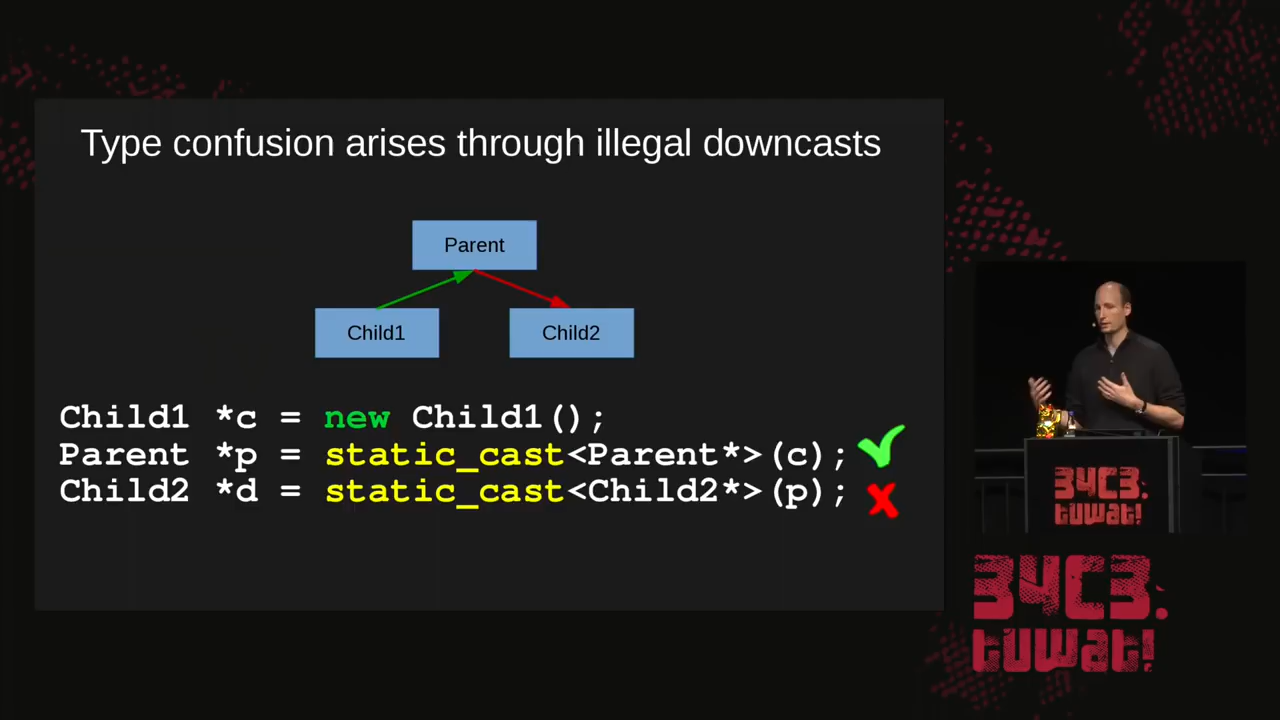 Type confusion arises through illegal downcasts
Parent
Child1
Child2
Child1 *c = new Child1();
Parent *p = static_cast<Parent*>(c);
Child2 *d = static_cast<Child2*>(p);
34C3.
tuwat!
34C3.
tuwat!